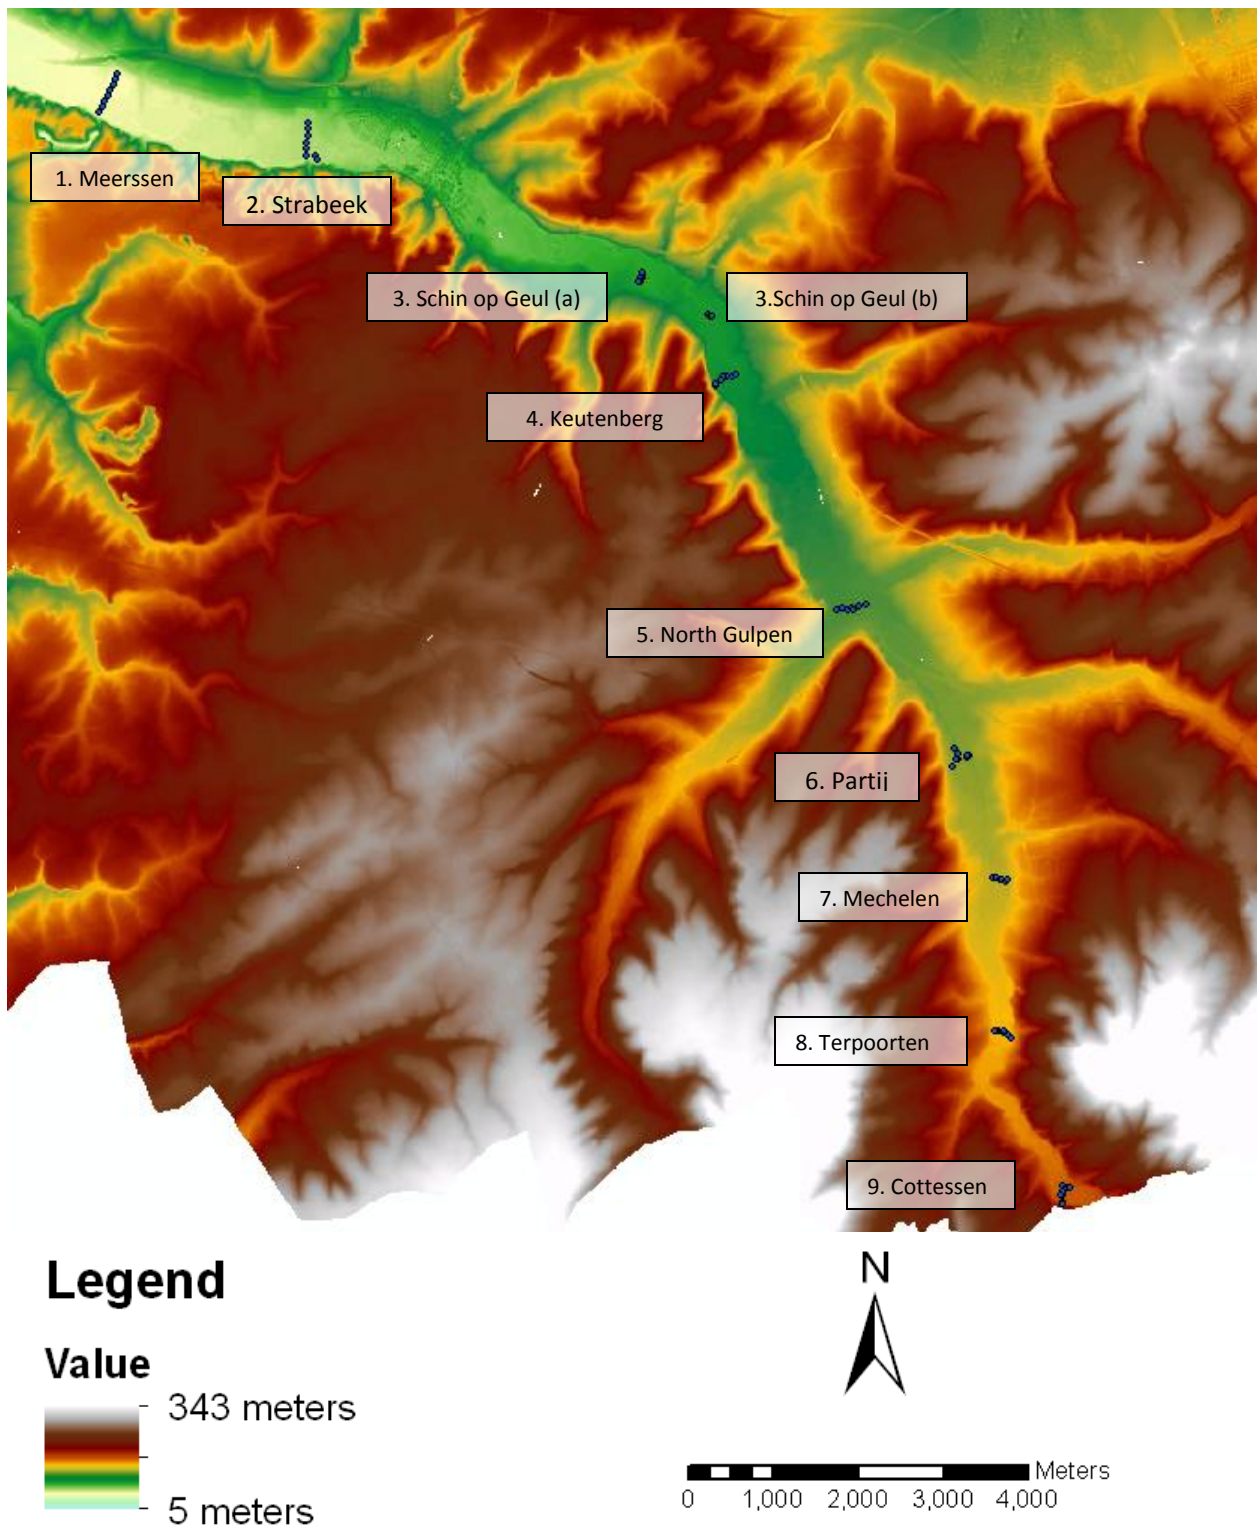 1. Meerssen
2. Strabeek
3. Schin op Geul (a)
3.Schin op Geul (b)
4. Keutenberg
5. North Gulpen
6. Partij
7. Mechelen
8. Terpoorten
9. Cottessen
Legend
Value
343 meters
5 meters
N
Meters
0 1,000 2,000 3,000 4,000